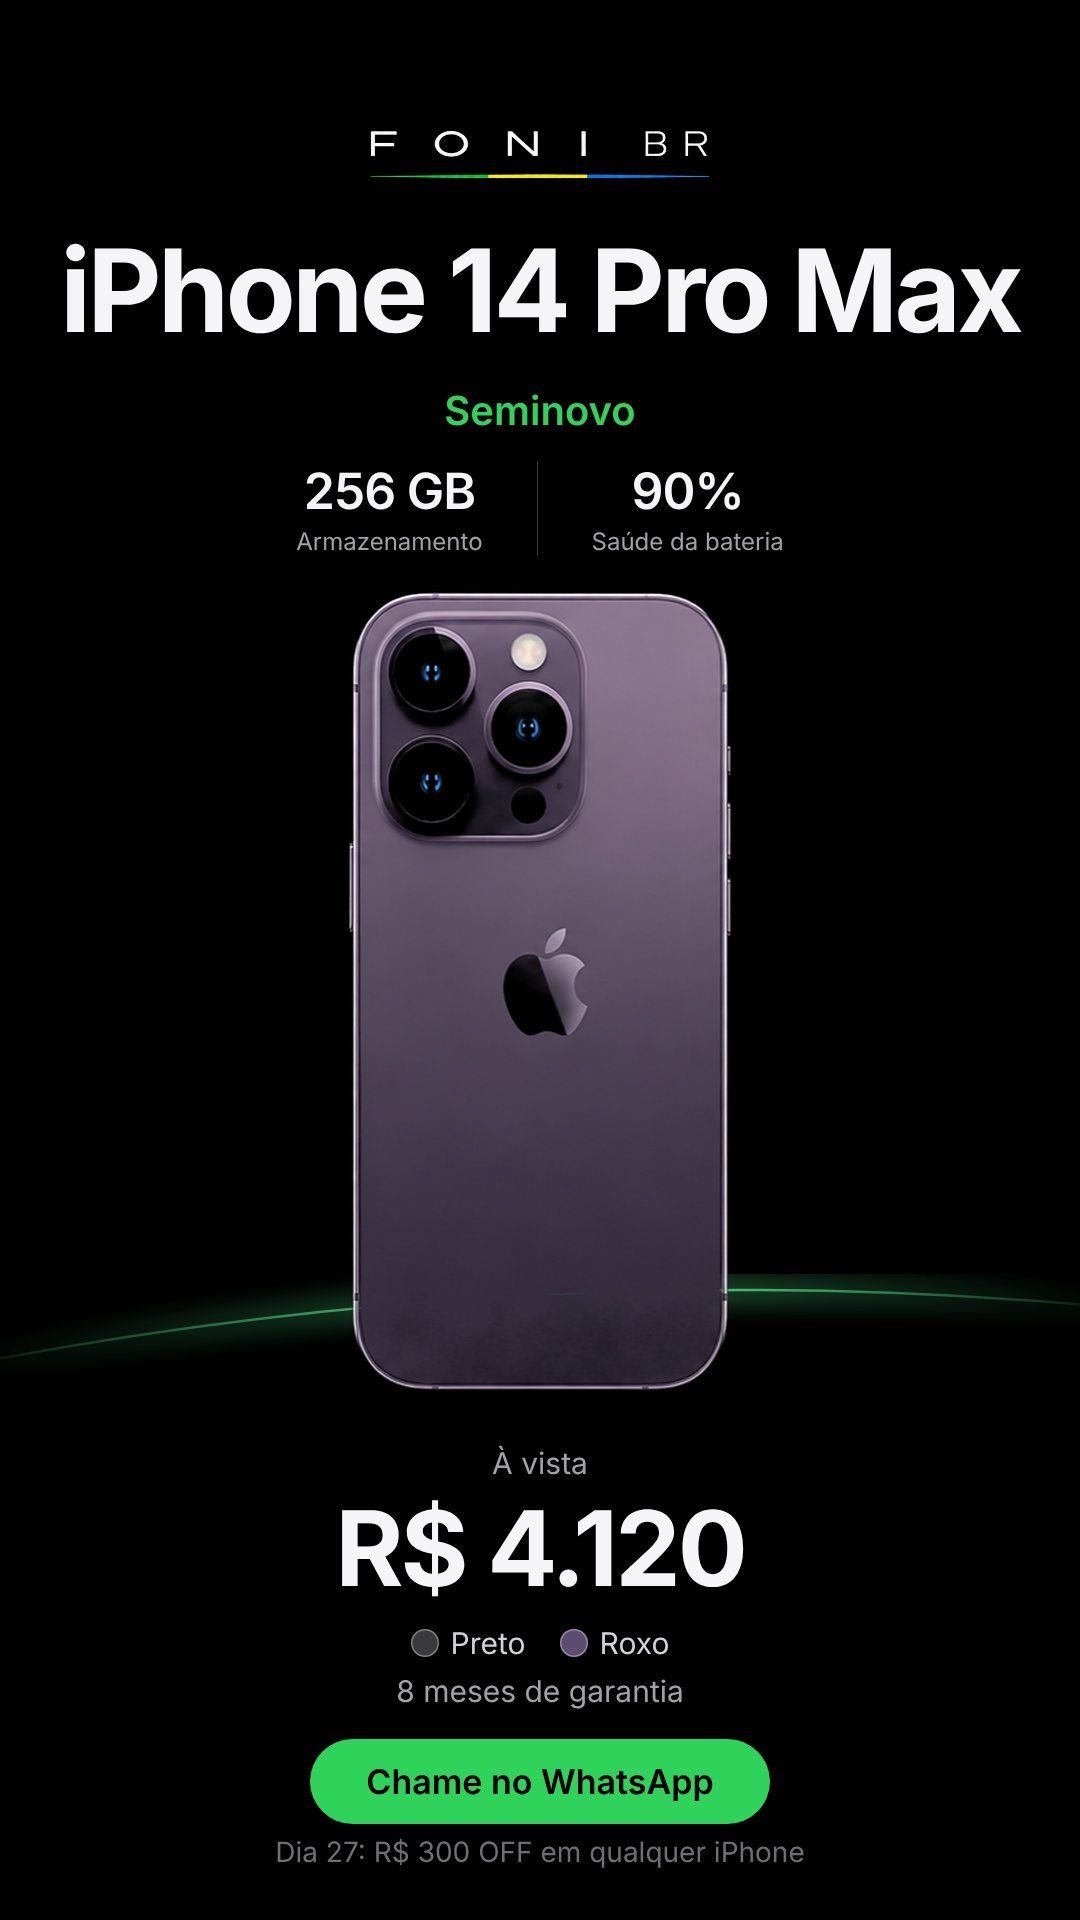 FONI BR
iPhone 14 Pro Max
Seminovo
256 GB 90%
Armazenamento Saúde da bateria
À vista
R$ 4.120
Preto Roxo
8 meses de garantia
Chame no WhatsApp
Dia 27: R$ 300 OFF em qualquer iPhone